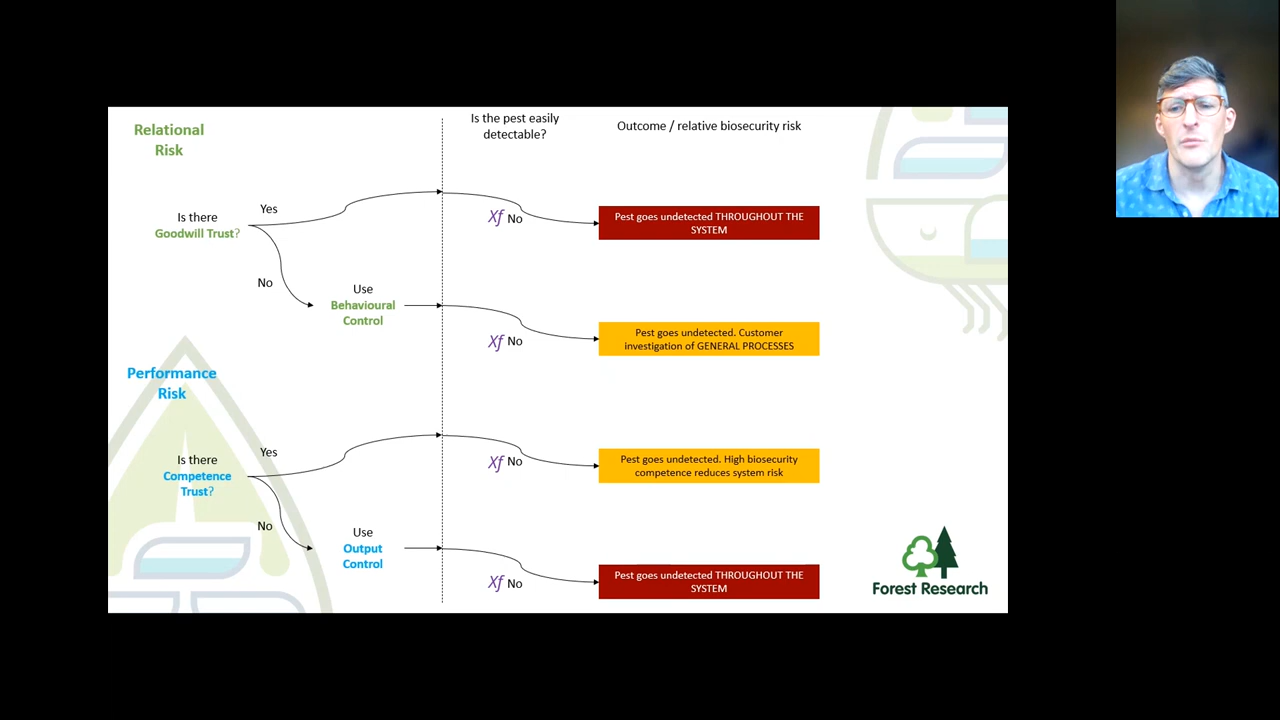 Relational
Risk
Is the pest easily
detectable?
Outcome / relative biosecurity risk
Is there
Goodwill Trust?
Yes
Xf No
Pest goes undetected THROUGHOUT THE
SYSTEM
No
Use
Behavioural
Control
Xf No
Pest goes undetected. Customer
investigation of GENERAL PROCESSES
Performance
Risk
Is there
Competence
Trust?
Yes
Xf No
Pest goes undetected. High biosecurity
competence reduces system risk
No
Use
Output
Control
Xf No
Pest goes undetected THROUGHOUT THE
SYSTEM
Forest Research